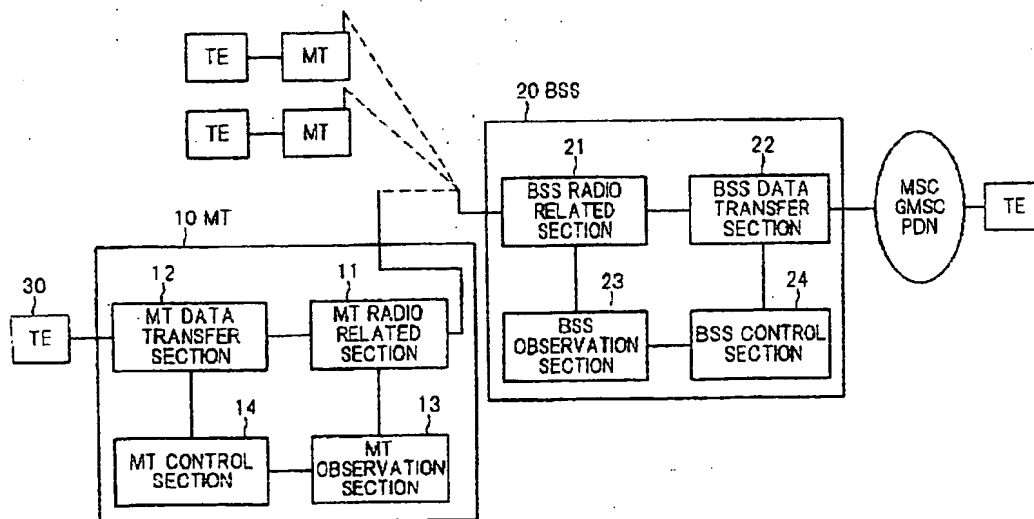 TE
MT
TE
MT
20 BSS
21
22
BSS RADIO
RELATED
SECTION
BSS DATA
TRANSFER
SECTION
MSC
GMSC
PDN
TE
10 MT
30
TE
12
MT DATA
TRANSFER
SECTION
11
MT RADIO
RELATED
SECTION
23
BSS
OBSERVATION
SECTION
24
BSS CONTROL
SECTION
14
MT CONTROL
SECTION
13
MT
OBSERVATION
SECTION